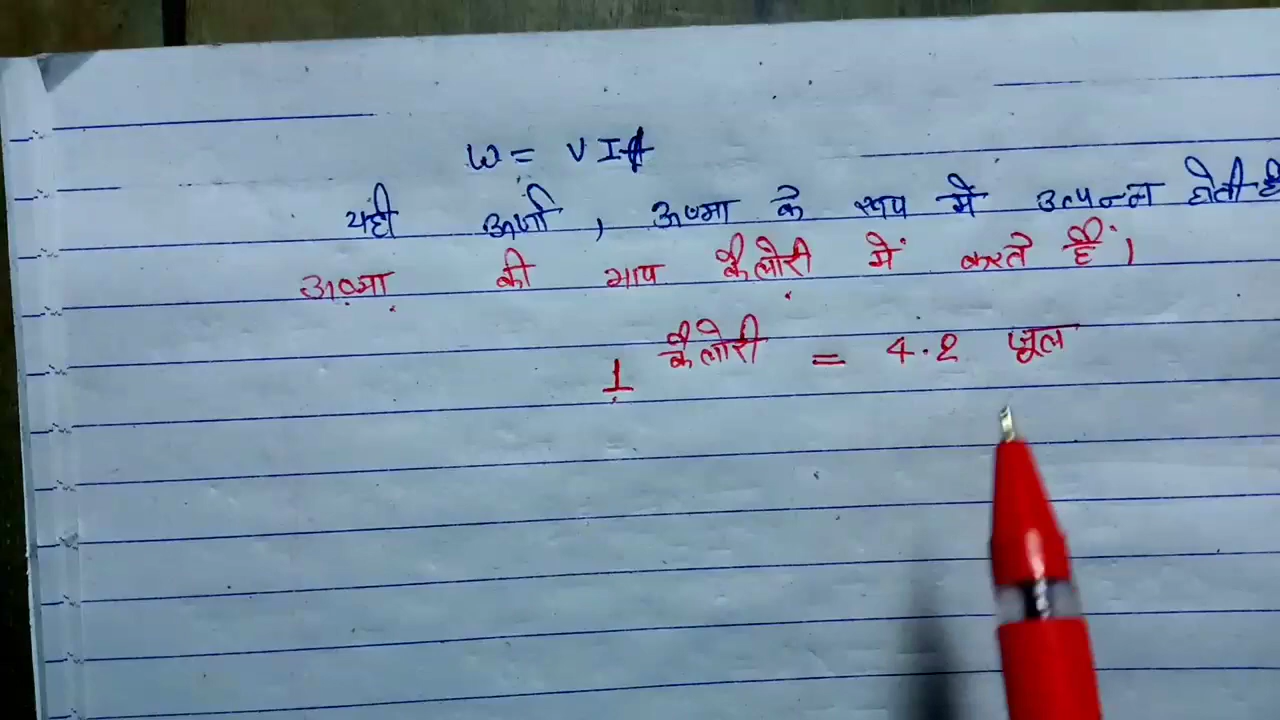 W = VIt
यही ऊर्जा, ऊष्मा के रूप में उत्पन्न होती है
ऊष्मा की माप कैलोरी में करते हैं।
1 कैलोरी = 4.2 जूल